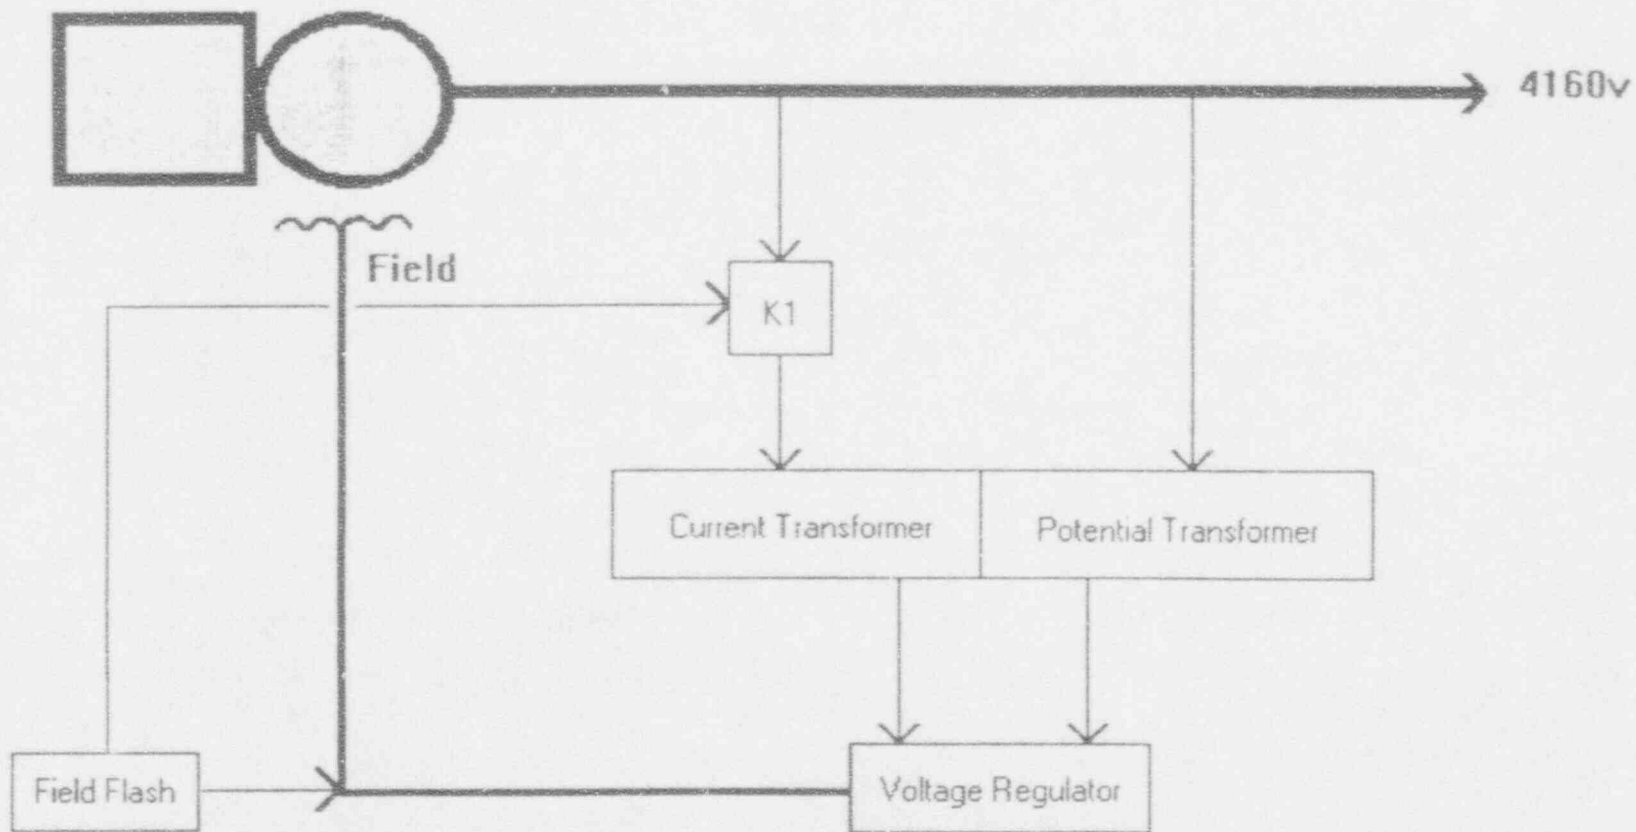 4160v
Field
K1
Current Transformer
Potential Transformer
Field Flash
Voltage Regulator